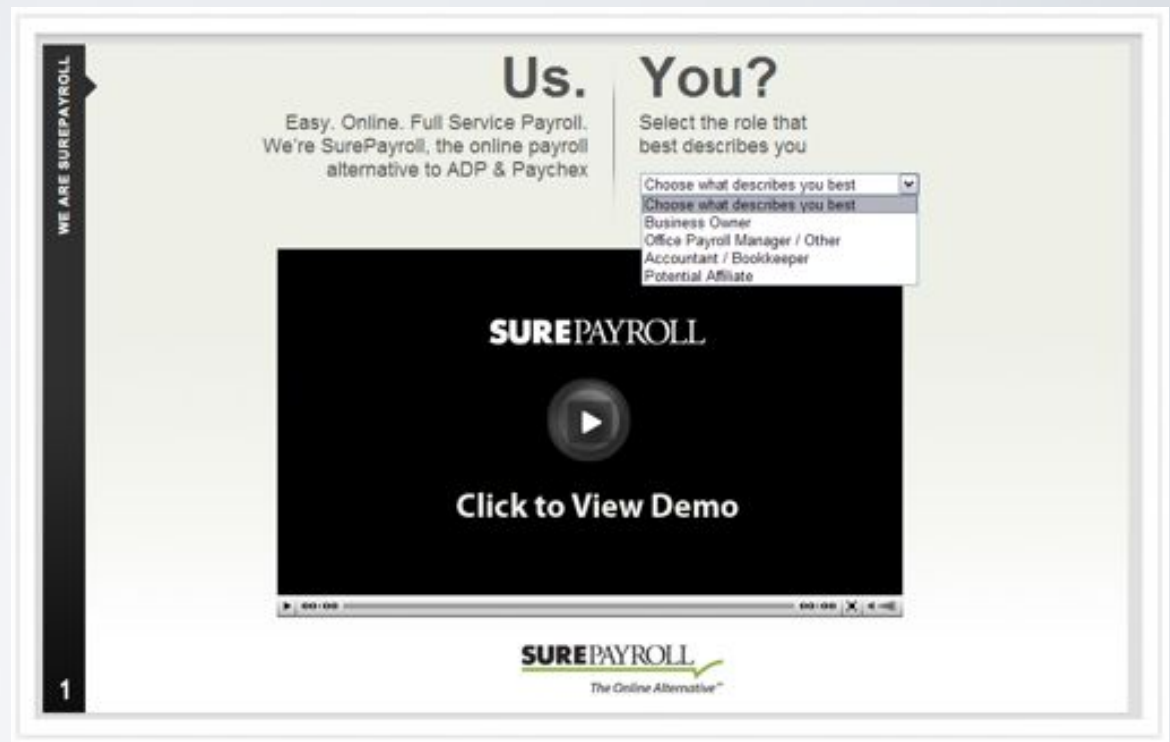 WE ARE SUREPAYROLL
Us.
Easy. Online. Full Service Payroll.
We're SurePayroll, the online payroll
alternative to ADP & Paychex
You?
Select the role that
best describes you
Choose what describes you best
Choose what describes you best
Business Owner
Office Payroll Manager / Other
Accountant / Bookkeeper
Potential Affiliate
SUREPAYROLL
Click to View Demo
00:00
00:00
SUREPAYROLL
The Online Alternative™
1